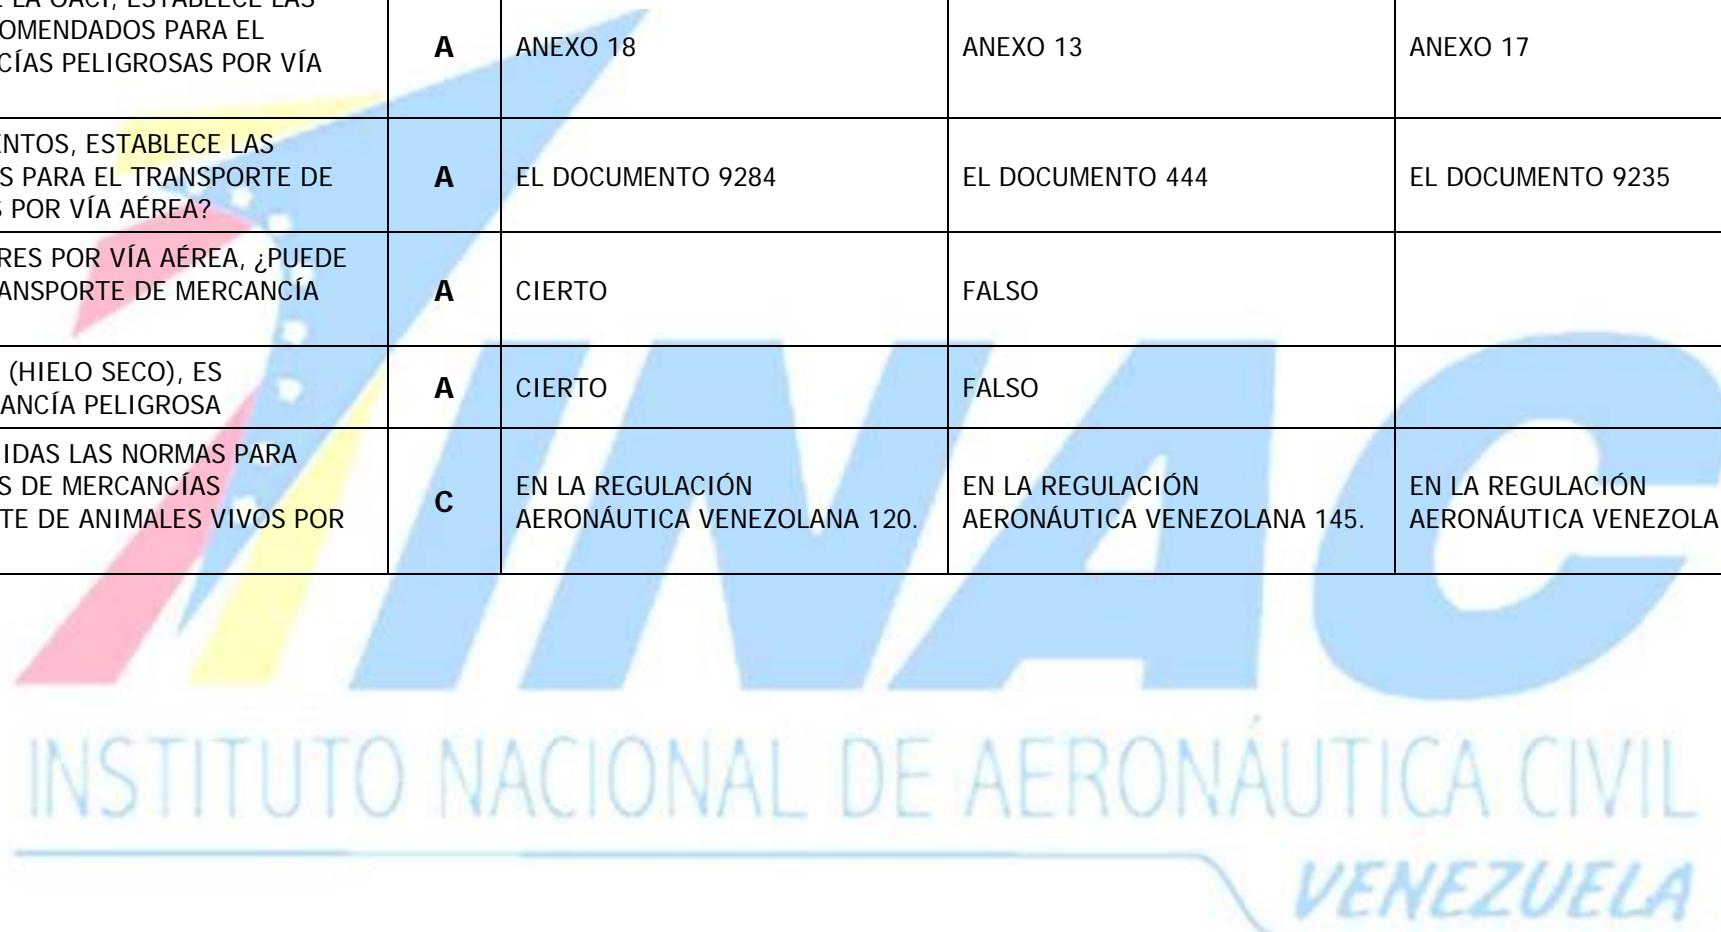 E LA OACI, ESTABLECE LAS
OMENDADOS PARA EL
CÍAS PELIGROSAS POR VÍA
A
ANEXO 18
ANEXO 13
ANEXO 17
ENTOS, ESTABLECE LAS
S PARA EL TRANSPORTE DE
S POR VÍA AÉREA?
A
EL DOCUMENTO 9284
EL DOCUMENTO 444
EL DOCUMENTO 9235
RES POR VÍA AÉREA, ¿PUEDE
ANSPORTE DE MERCANCÍA
A
CIERTO
FALSO
(HIELO SECO), ES
ANCÍA PELIGROSA
A
CIERTO
FALSO
IDAS LAS NORMAS PARA
S DE MERCANCÍAS
TE DE ANIMALES VIVOS POR
C
EN LA REGULACIÓN
AERONÁUTICA VENEZOLANA 120.
EN LA REGULACIÓN
AERONÁUTICA VENEZOLANA 145.
EN LA REGULACIÓN
AERONÁUTICA VENEZOLA
INAC
INSTITUTO NACIONAL DE AERONÁUTICA CIVIL
VENEZUELA